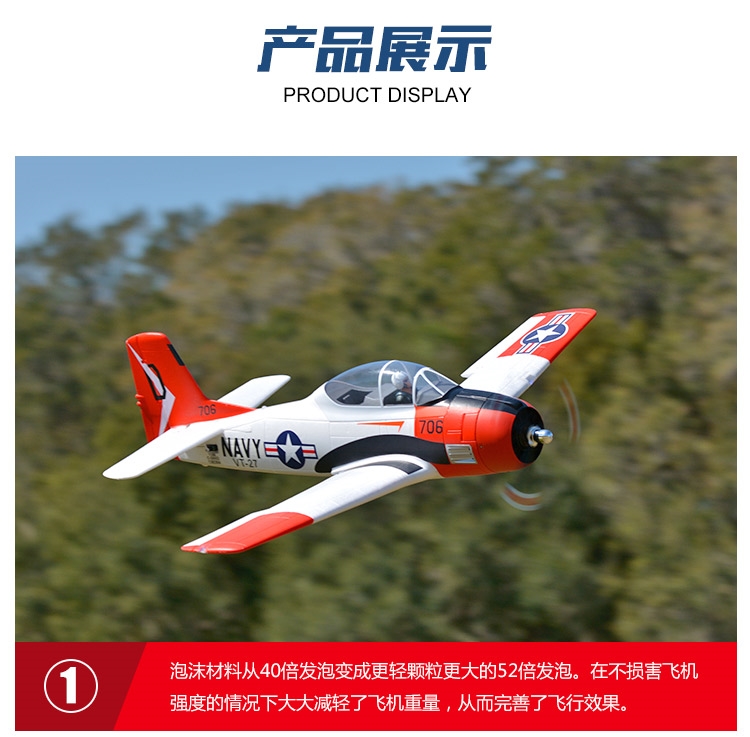 产品展示
PRODUCT DISPLAY
706
706
NAVY
VT-27
1
泡沫材料从40倍发泡变成更轻颗粒更大的52倍发泡。在不损害飞机
强度的情况下大大减轻了飞机重量，从而完善了飞行效果。